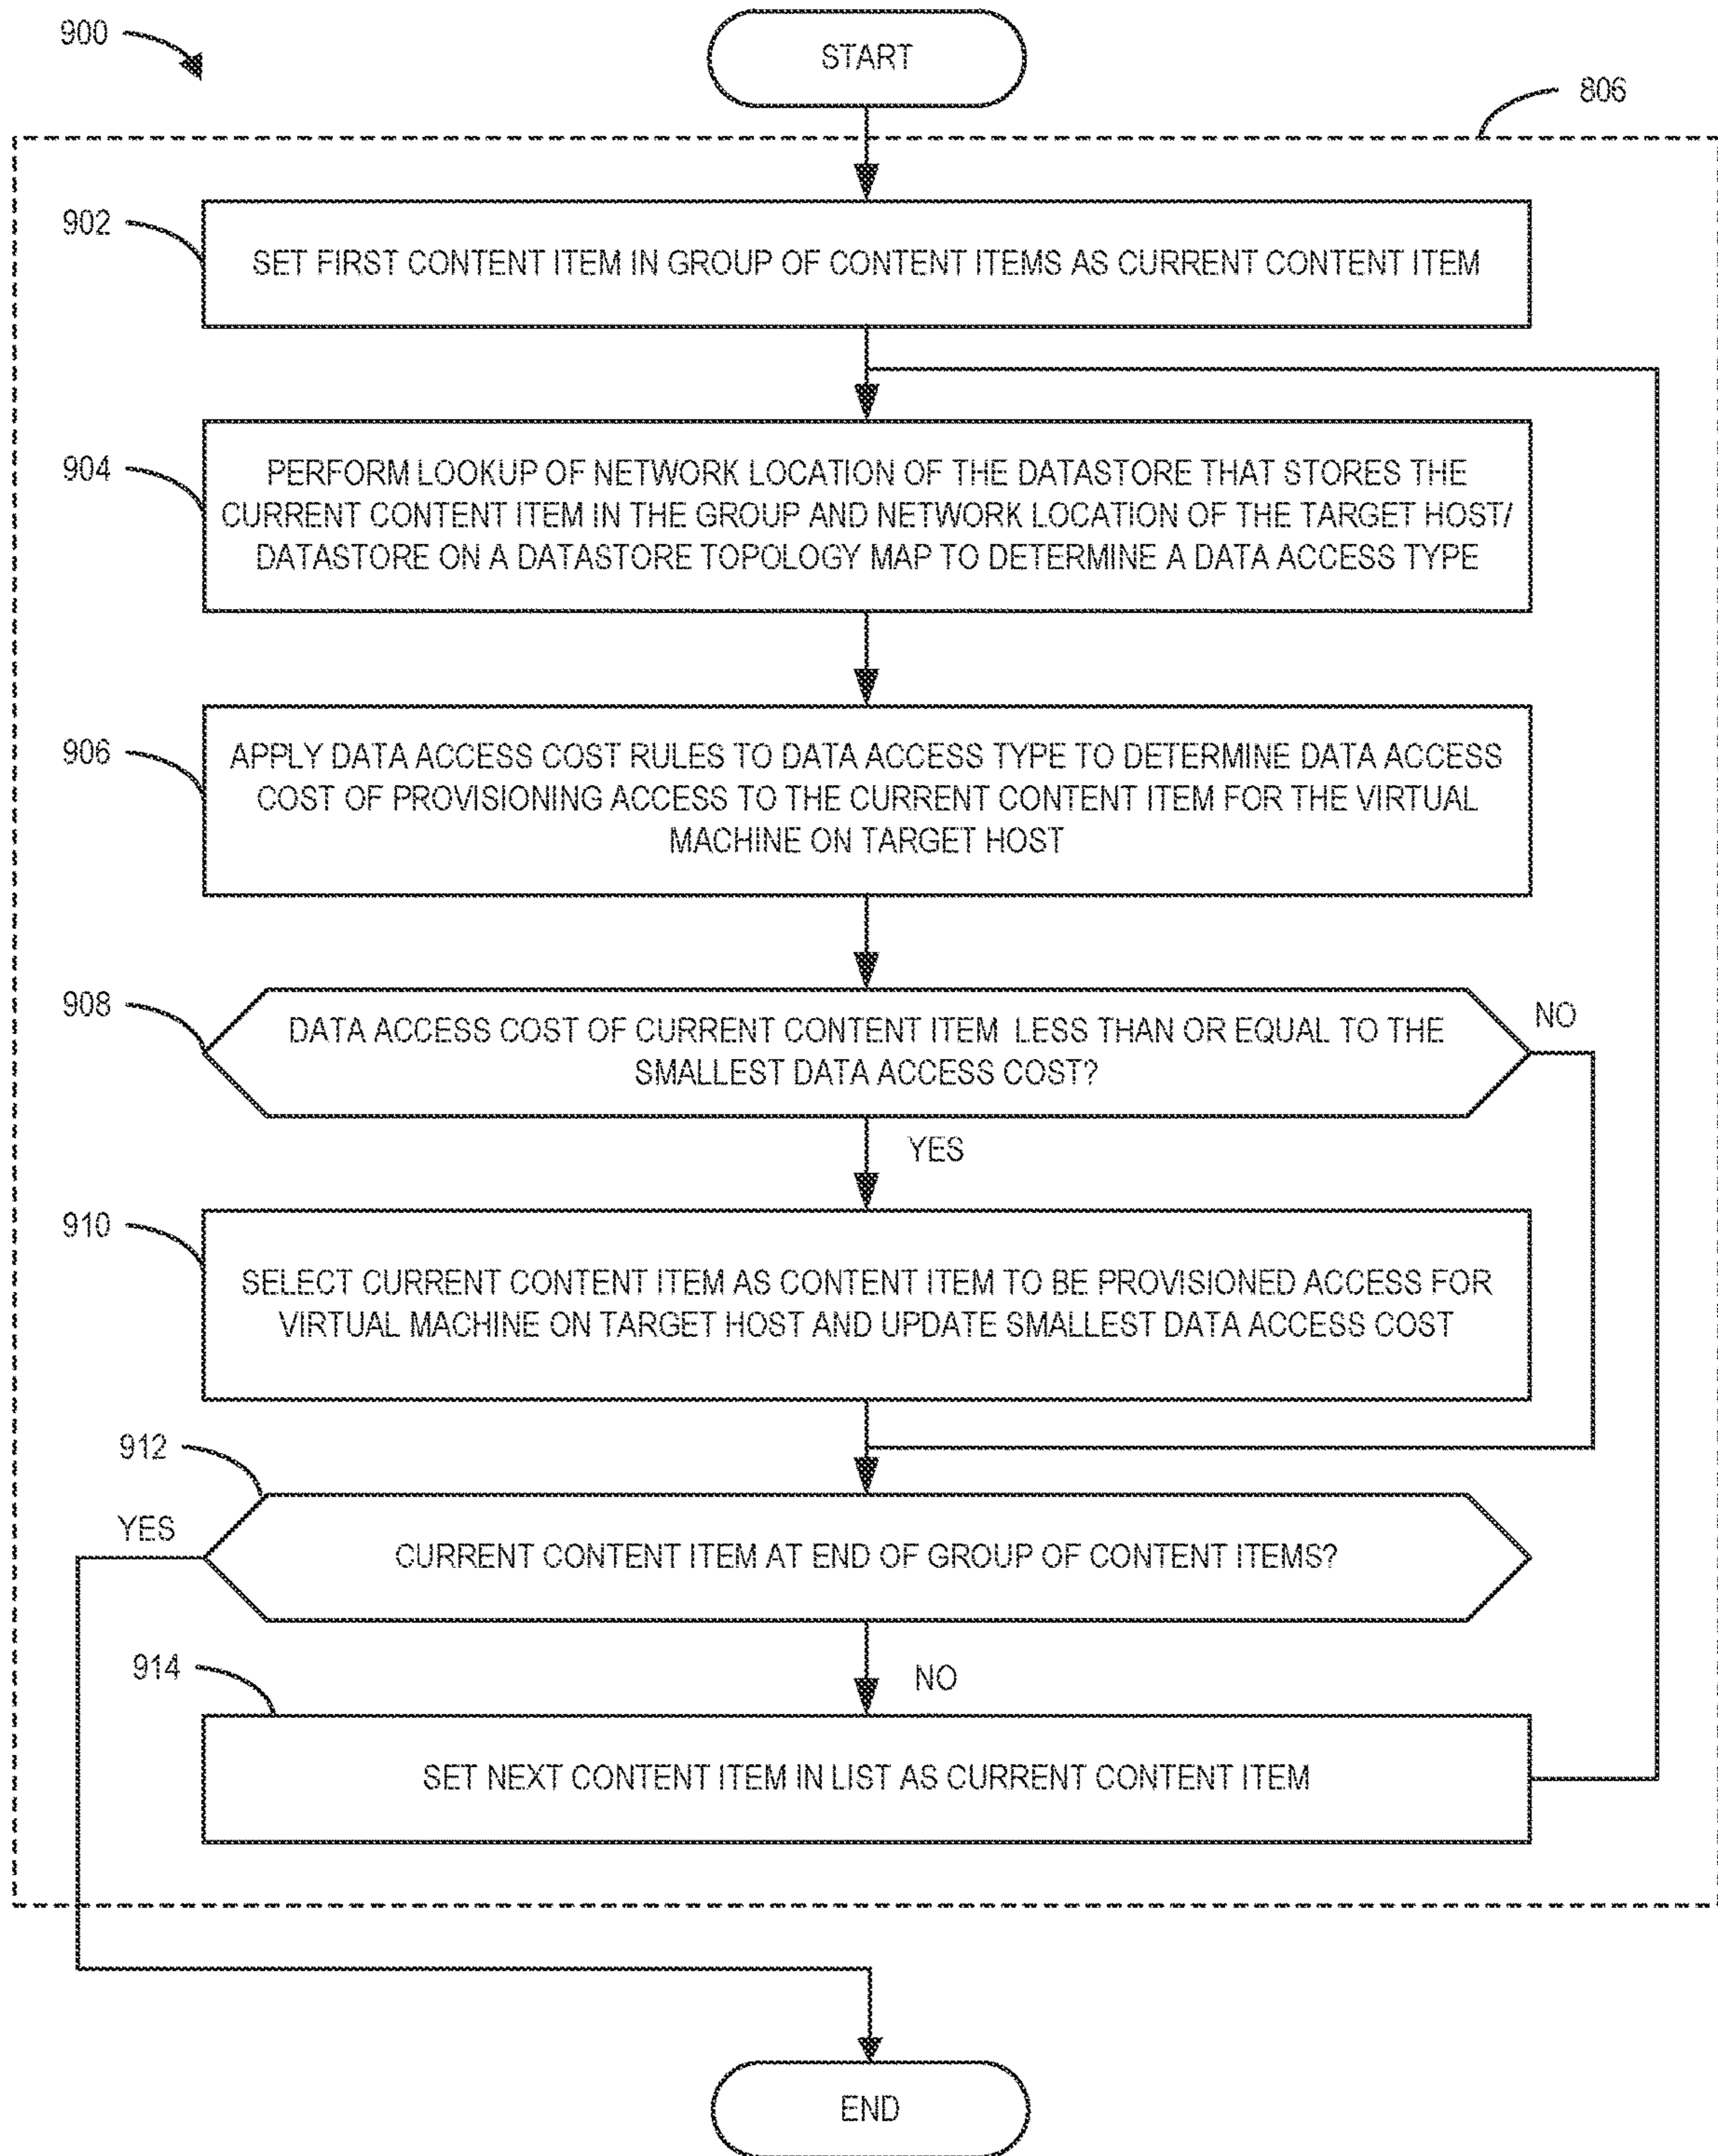 900
START
806
902
SET FIRST CONTENT ITEM IN GROUP OF CONTENT ITEMS AS CURRENT CONTENT ITEM
904
PERFORM LOOKUP OF NETWORK LOCATION OF THE DATASTORE THAT STORES THE
CURRENT CONTENT ITEM IN THE GROUP AND NETWORK LOCATION OF THE TARGET HOST/
DATASTORE ON A DATASTORE TOPOLOGY MAP TO DETERMINE A DATA ACCESS TYPE
906
APPLY DATA ACCESS COST RULES TO DATA ACCESS TYPE TO DETERMINE DATA ACCESS
COST OF PROVISIONING ACCESS TO THE CURRENT CONTENT ITEM FOR THE VIRTUAL
MACHINE ON TARGET HOST
908
DATA ACCESS COST OF CURRENT CONTENT ITEM LESS THAN OR EQUAL TO THE
SMALLEST DATA ACCESS COST?
NO
YES
910
SELECT CURRENT CONTENT ITEM AS CONTENT ITEM TO BE PROVISIONED ACCESS FOR
VIRTUAL MACHINE ON TARGET HOST AND UPDATE SMALLEST DATA ACCESS COST
912
YES
CURRENT CONTENT ITEM AT END OF GROUP OF CONTENT ITEMS?
914
NO
SET NEXT CONTENT ITEM IN LIST AS CURRENT CONTENT ITEM
END